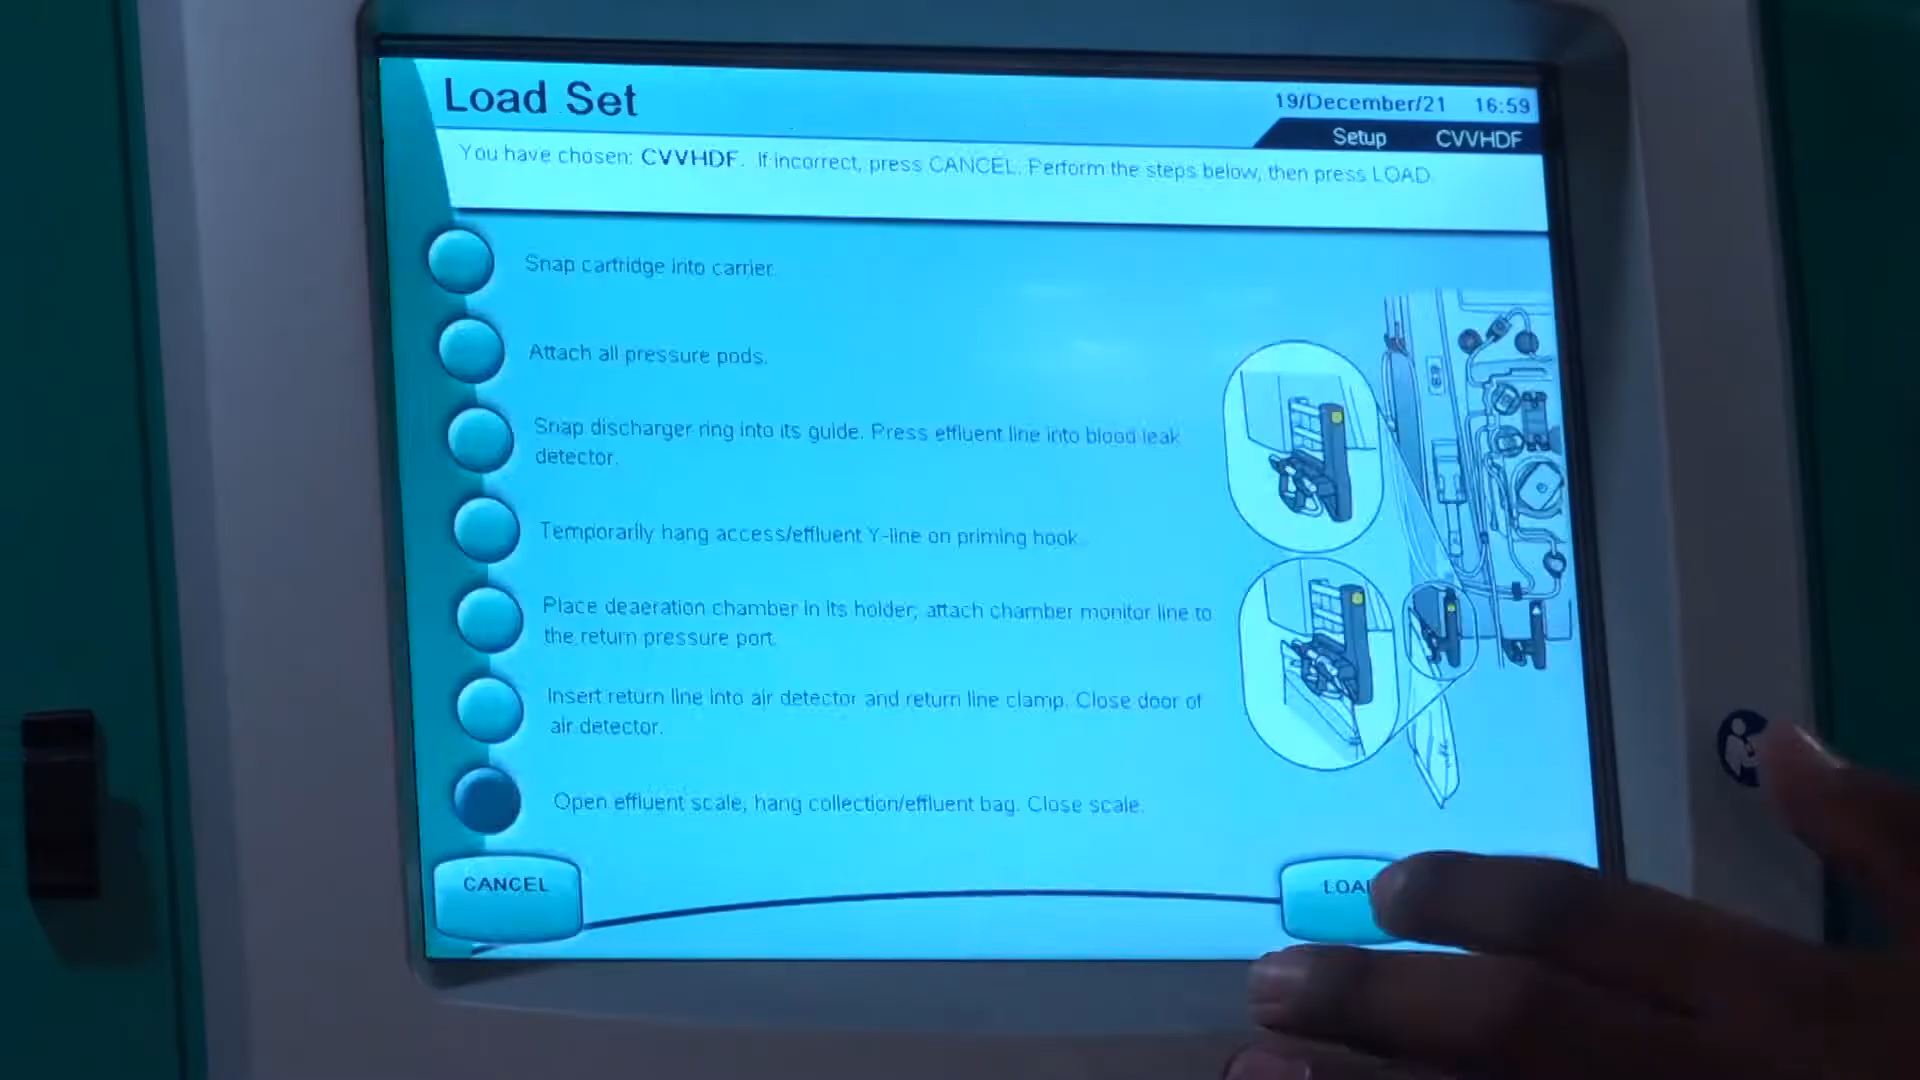 Load Set
19/December/21 16:59
Setup CVVHDF
You have chosen: CVVHDF. If incorrect, press CANCEL. Perform the steps below, then press LOAD.
Snap cartridge into carrier.
Attach all pressure pods.
Snap discharger ring into its guide. Press effluent line into blood leak
detector.
Temporarily hang access/effluent Y-line on priming hook.
Place deaeration chamber in its holder; attach chamber monitor line to
the return pressure port.
Insert return line into air detector and return line clamp. Close door of
air detector.
Open effluent scale, hang collection/effluent bag. Close scale.
CANCEL
LOAD